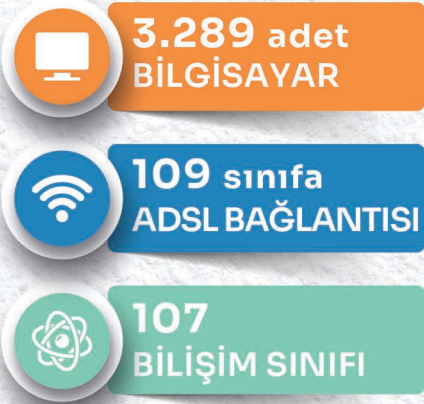 3.289 adet
BİLGİSAYAR
109 sınıfa
ADSL BAĞLANTISI
107
BİLİŞİM SINIFI